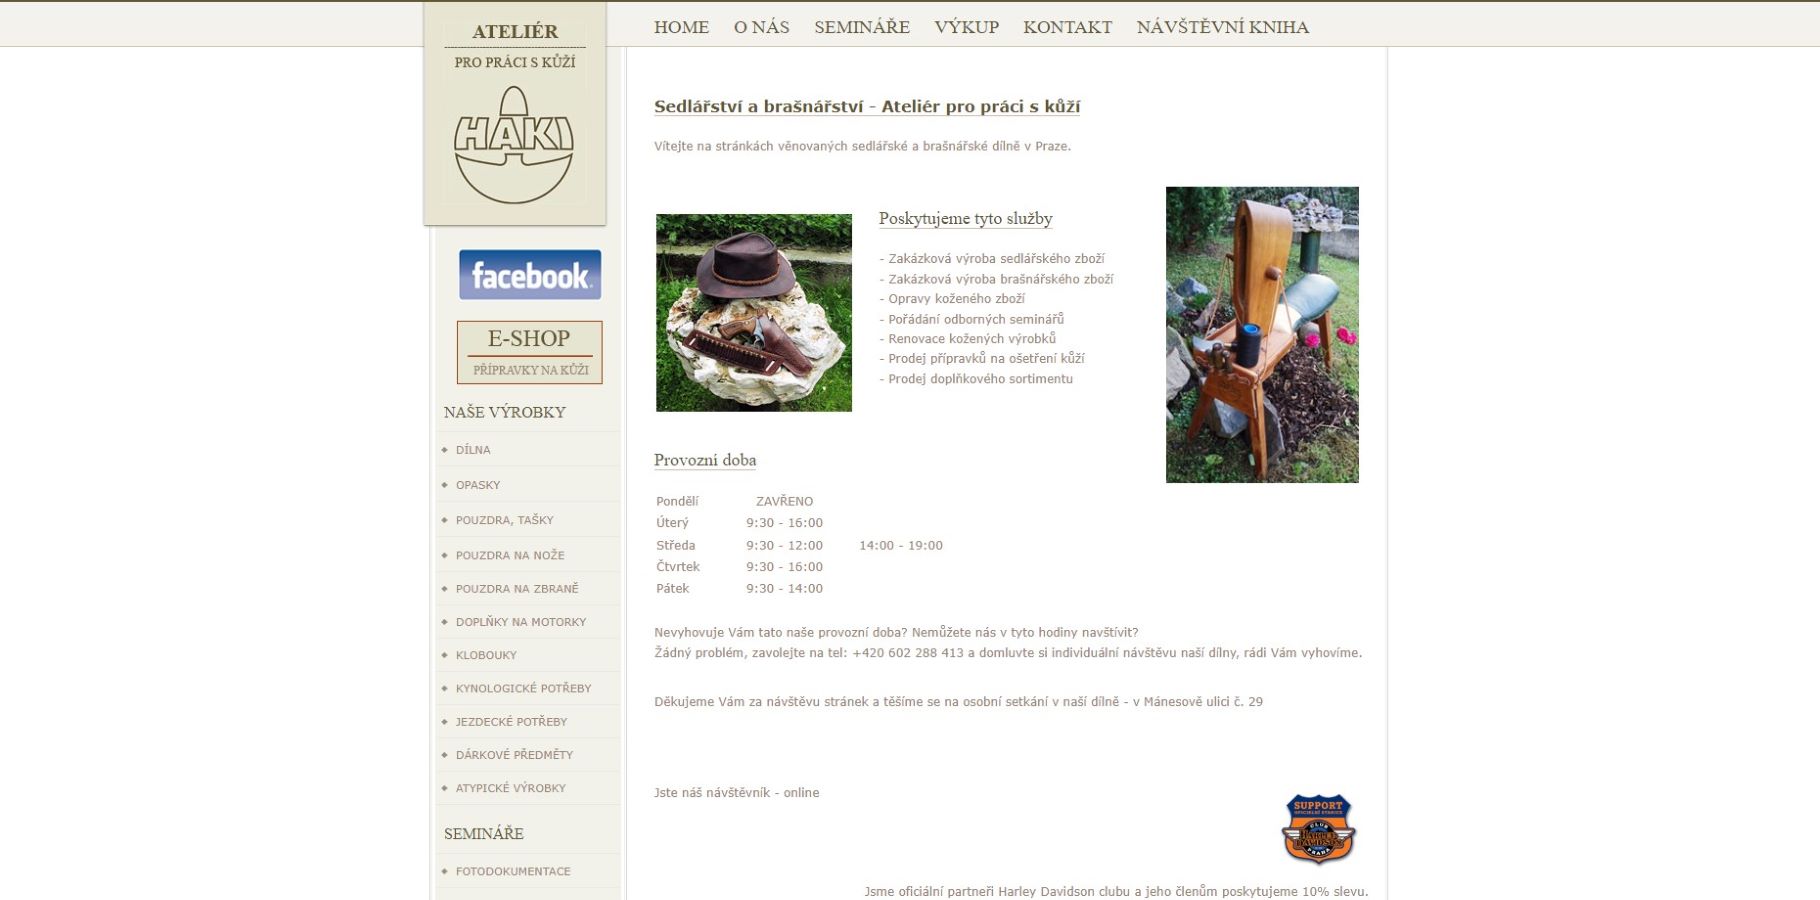 ATELIÉR
PRO PRÁCI S KŮŽÍ
HAKI
HOME O NÁS SEMINÁŘE VÝKUP KONTAKT NÁVŠTĚVNÍ KNIHA
facebook.
E-SHOP
PŘÍPRAVKY NA KŮŽI
NAŠE VÝROBKY
DÍLNA
OPASKY
POUZDRA, TAŠKY
POUZDRA NA NOŽE
POUZDRA NA ZBRANĚ
DOPLŇKY NA MOTORKY
KLOBOUKY
KYNOLOGICKÉ POTŘEBY
JEZDECKÉ POTŘEBY
DÁRKOVÉ PŘEDMĚTY
ATYPICKÉ VÝROBKY
SEMINÁŘE
FOTODOKUMENTACE
Sedlářství a brašnářství - Ateliér pro práci s kůží
Vítejte na stránkách věnovaných sedlářské a brašnářské dílně v Praze.
Poskytujeme tyto služby
- Zakázková výroba sedlářského zboží
- Zakázková výroba brašnářského zboží
- Opravy koženého zboží
- Pořádání odborných seminářů
- Renovace kožených výrobků
- Prodej přípravků na ošetření kůží
- Prodej doplňkového sortimentu
Provozní doba
Pondělí ZAVŘENO
Úterý 9:30 - 16:00
Středa 9:30 - 12:00 14:00 - 19:00
Čtvrtek 9:30 - 16:00
Pátek 9:30 - 14:00
Nevyhovuje Vám tato naše provozní doba? Nemůžete nás v tyto hodiny navštívit?
Žádný problém, zavolejte na tel: +420 602 288 413 a domluvte si individuální návštěvu naší dílny, rádi Vám vyhovíme.
Děkujeme Vám za návštěvu stránek a těšíme se na osobní setkání v naší dílně - v Mánesově ulici č. 29
Jste náš návštěvník - online
SUPPORT
CLUB
HARLEY
DAVIDSON
PRAHA
Jsme oficiální partneři Harley Davidson clubu a jeho členům poskytujeme 10% slevu.